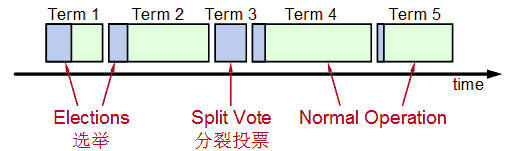 Term 1 Term 2 Term 3 Term 4 Term 5
time
Elections Split Vote Normal Operation
选举 分裂投票